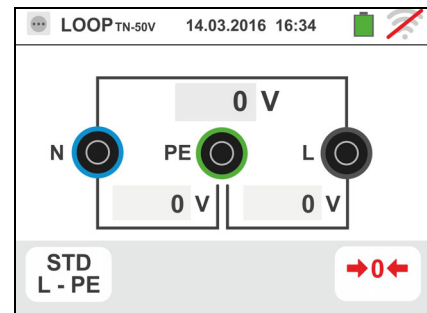 LOOP TN-50V 14.03.2016 16:34
0 V
N PE L
0 V 0 V
STD
L - PE
→0←